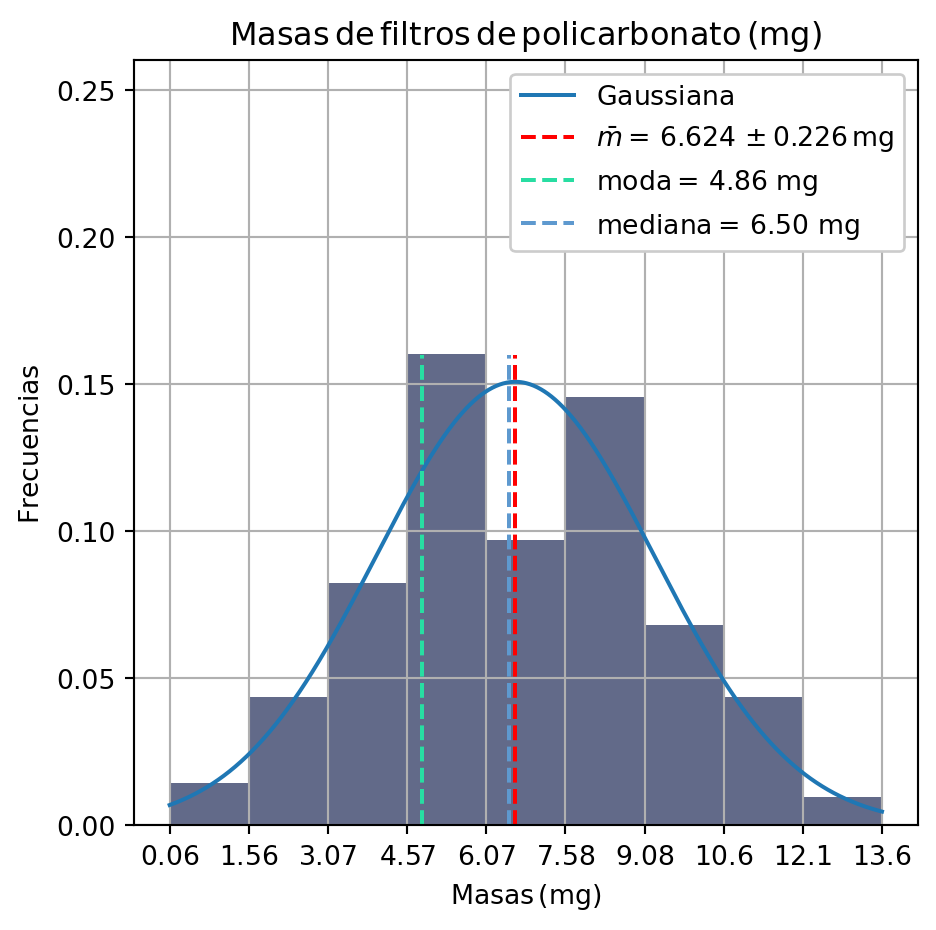 Masas de filtros de policarbonato (mg)
Gaussiana
m̄ = 6.624 ± 0.226 mg
moda = 4.86 mg
mediana = 6.50 mg
0.25
0.20
0.15
0.10
0.05
0.00
Frecuencias
0.06 1.56 3.07 4.57 6.07 7.58 9.08 10.6 12.1 13.6
Masas (mg)